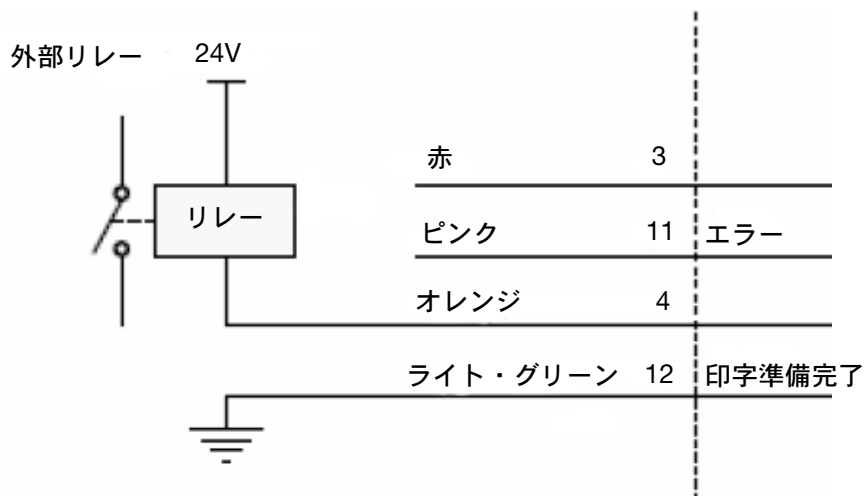 外部リレー 24V
リレー
赤 3
ピンク 11 エラー
オレンジ 4
ライト・グリーン 12 印字準備完了